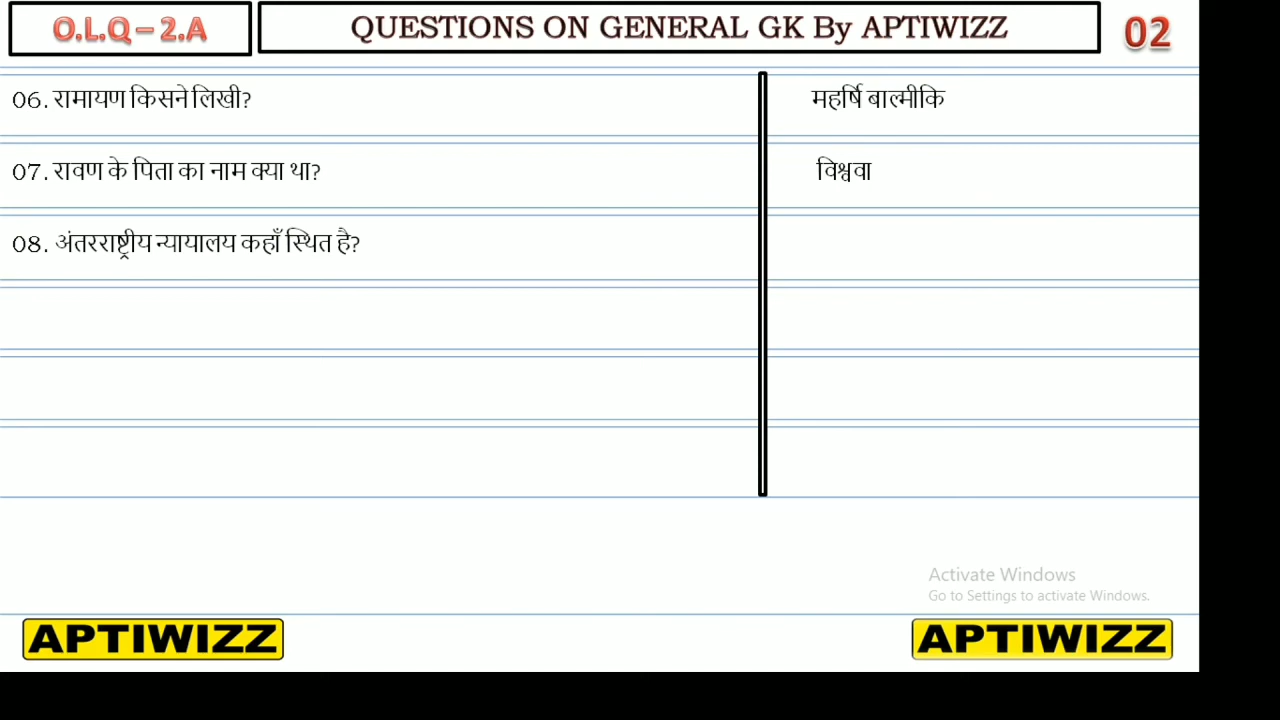 O.L.Q – 2.A
QUESTIONS ON GENERAL GK By APTIWIZZ
02
06. रामायण किसने लिखी?
महर्षि बाल्मीकि
07. रावण के पिता का नाम क्या था?
विश्ववा
08. अंतरराष्ट्रीय न्यायालय कहाँ स्थित है?
Activate Windows
Go to Settings to activate Windows.
APTIWIZZ
APTIWIZZ